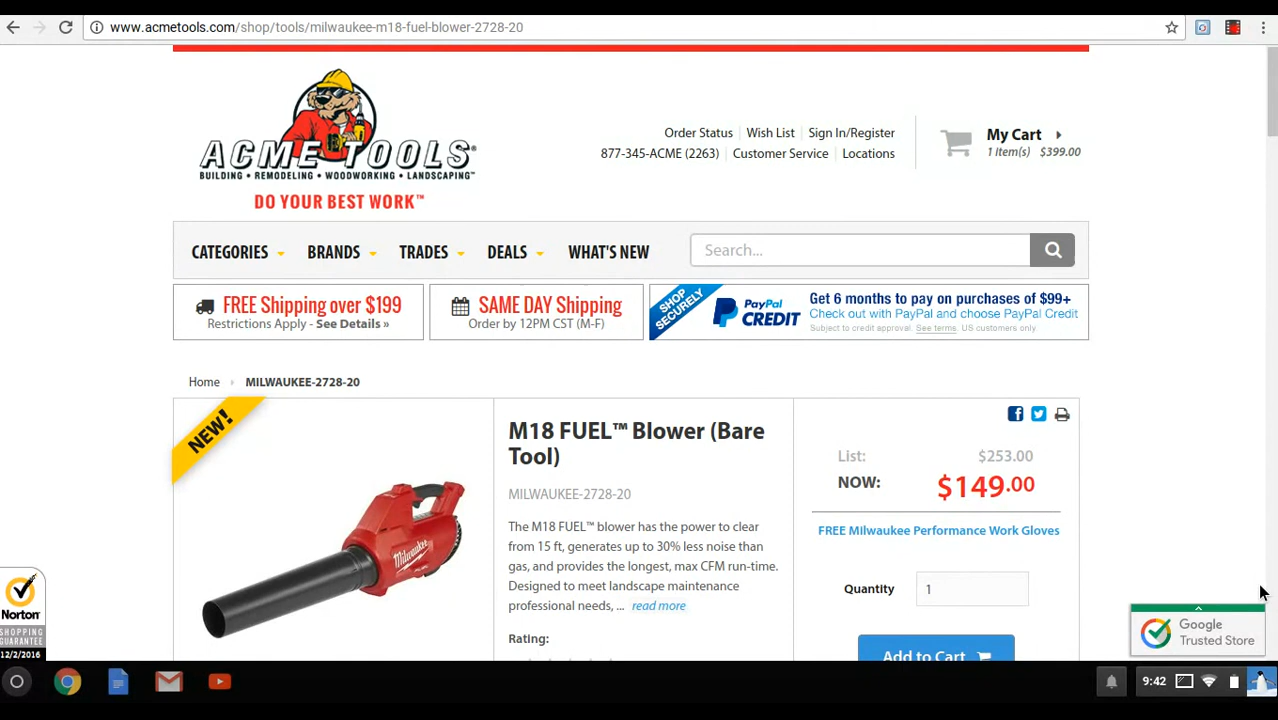 www.acmetools.com/shop/tools/milwaukee-m18-fuel-blower-2728-20
ACME TOOLS
BUILDING • REMODELING • WOODWORKING • LANDSCAPING™
DO YOUR BEST WORK™
Order Status | Wish List | Sign In/Register
877-345-ACME (2263) | Customer Service | Locations
My Cart
1 Item(s) $399.00
CATEGORIES BRANDS TRADES DEALS WHAT'S NEW
Search...
FREE Shipping over $199
Restrictions Apply - See Details »
SAME DAY Shipping
Order by 12PM CST (M-F)
SHOP SECURELY
PayPal CREDIT
Get 6 months to pay on purchases of $99+
Check out with PayPal and choose PayPal Credit
Subject to credit approval. See terms. US customers only.
Home MILWAUKEE-2728-20
NEW!
Milwaukee
M18 FUEL™ Blower (Bare
Tool)
MILWAUKEE-2728-20
The M18 FUEL™ blower has the power to clear
from 15 ft, generates up to 30% less noise than
gas, and provides the longest, max CFM run-time.
Designed to meet landscape maintenance
professional needs, ... read more
Rating:
List: $253.00
NOW: $149.00
FREE Milwaukee Performance Work Gloves
Quantity 1
Add to Cart
Norton
SHOPPING
GUARANTEE
12/2/2016
Google
Trusted Store
9:42